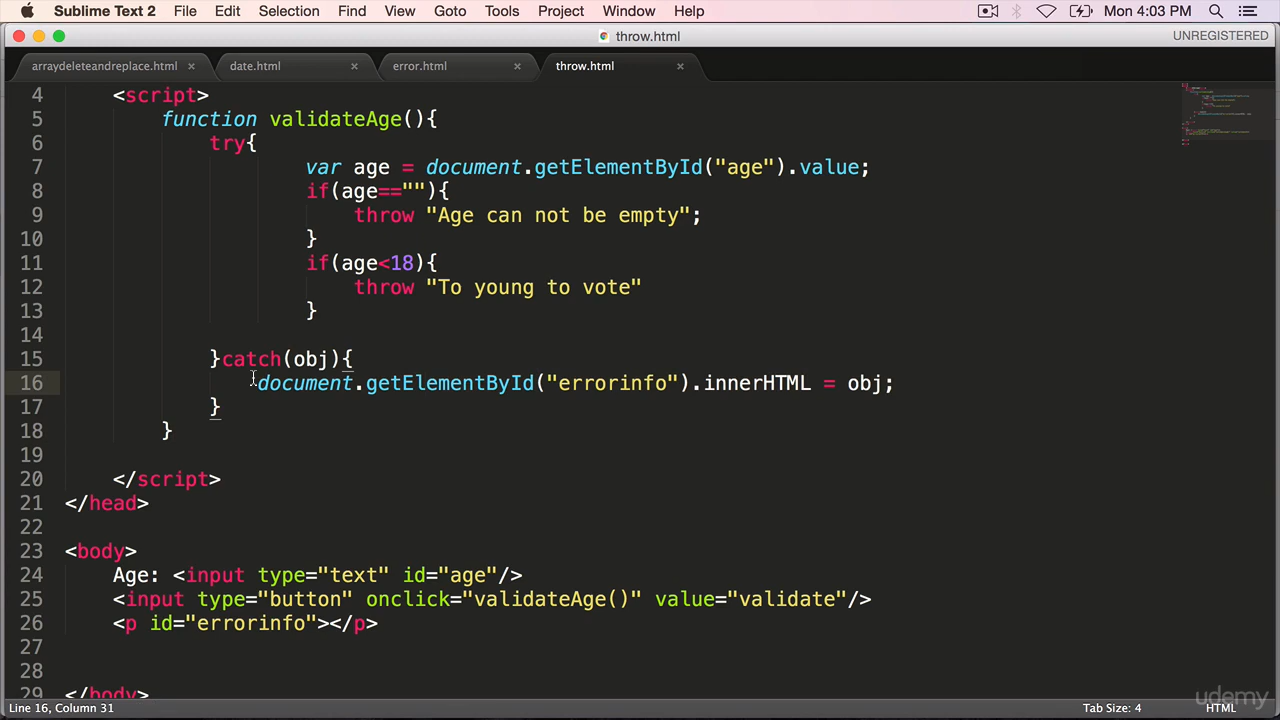 Sublime Text 2 File Edit Selection Find View Goto Tools Project Window Help Mon 4:03 PM
throw.html UNREGISTERED
arraydeleteandreplace.html × date.html × error.html × throw.html ×
4 <script>
5 function validateAge(){
6 try{
7 var age = document.getElementById("age").value;
8 if(age==""){
9 throw "Age can not be empty";
10 }
11 if(age<18){
12 throw "To young to vote"
13 }
14
15 }catch(obj){
16 document.getElementById("errorinfo").innerHTML = obj;
17 }
18 }
19
20 </script>
21 </head>
22
23 <body>
24 Age: <input type="text" id="age"/>
25 <input type="button" onclick="validateAge()" value="validate"/>
26 <p id="errorinfo"></p>
27
28
29 </body>
Line 16, Column 31 Tab Size: 4 HTML
udemy